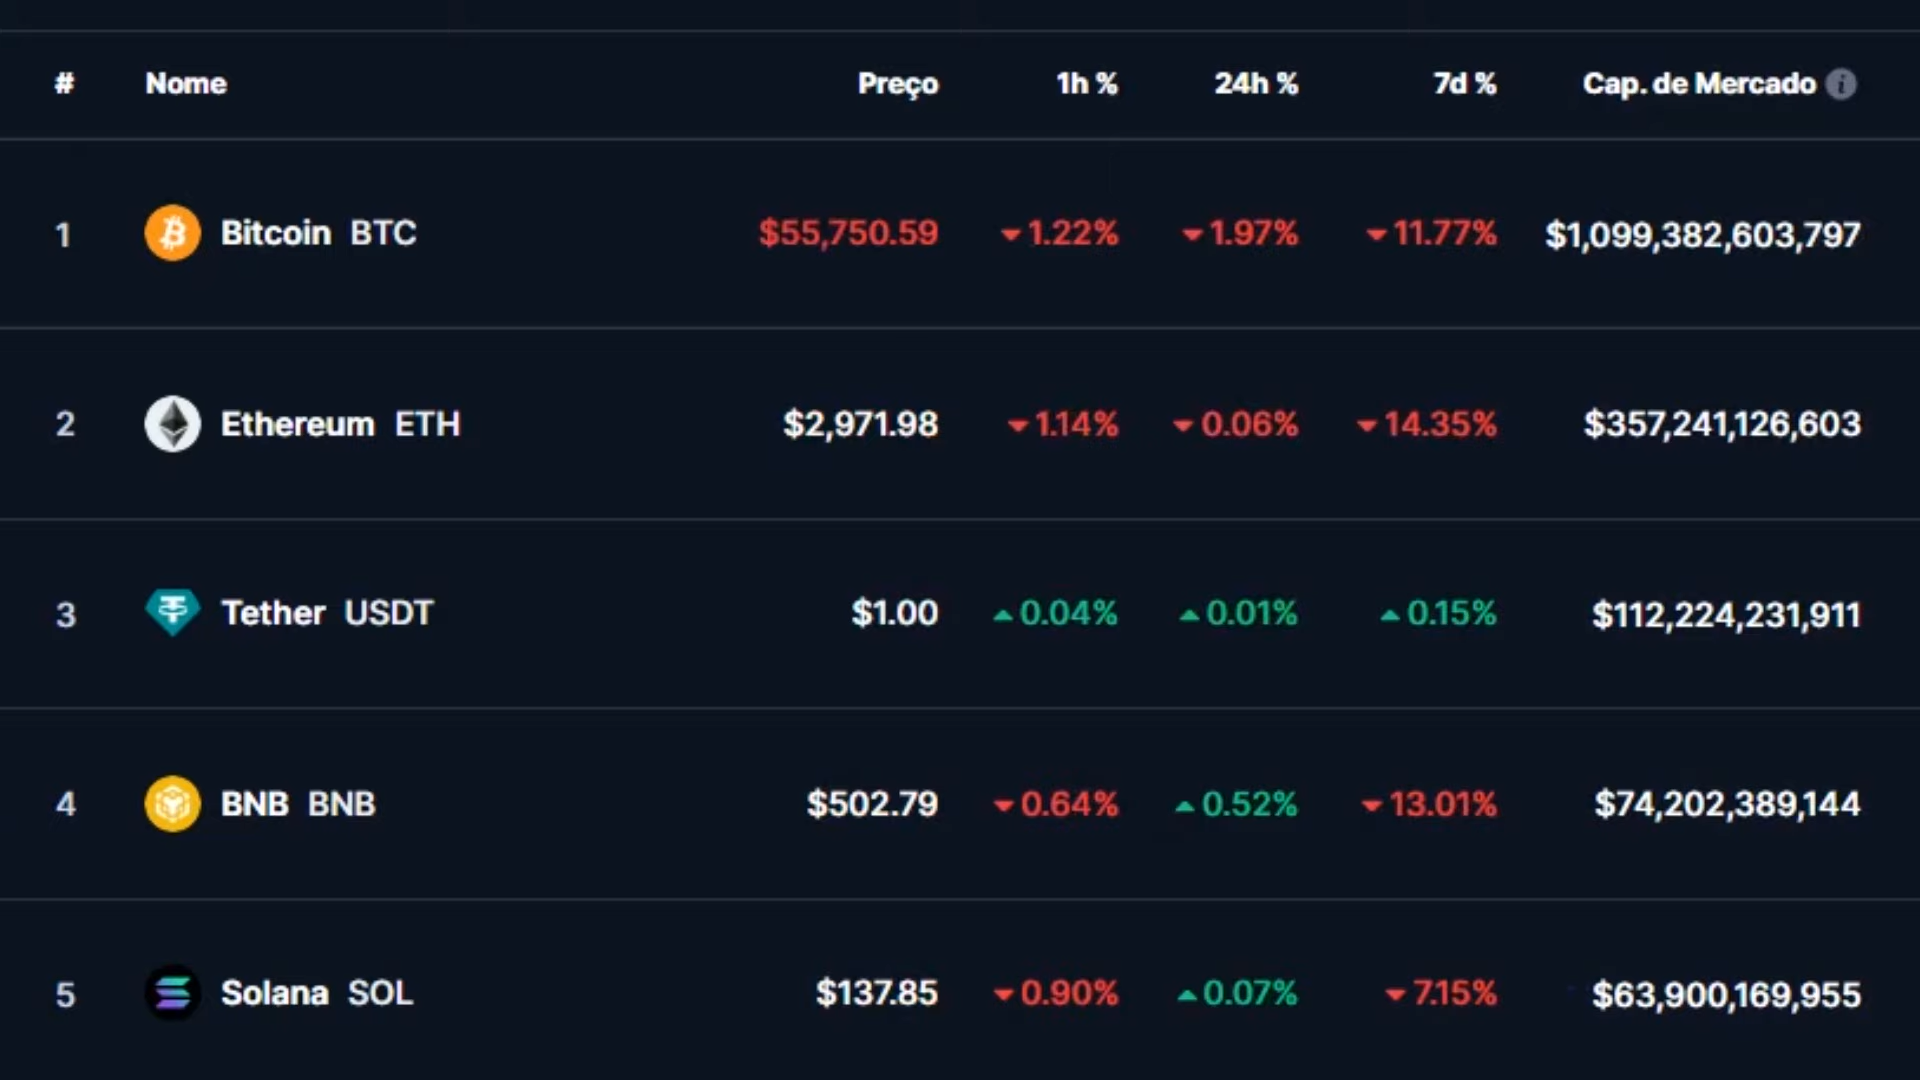 # Nome Preço 1h % 24h % 7d % Cap. de Mercado i
1 Bitcoin BTC $55,750.59 1.22% 1.97% 11.77% $1,099,382,603,797
2 Ethereum ETH $2,971.98 1.14% 0.06% 14.35% $357,241,126,603
3 Tether USDT $1.00 0.04% 0.01% 0.15% $112,224,231,911
4 BNB BNB $502.79 0.64% 0.52% 13.01% $74,202,389,144
5 Solana SOL $137.85 0.90% 0.07% 7.15% $63,900,169,955